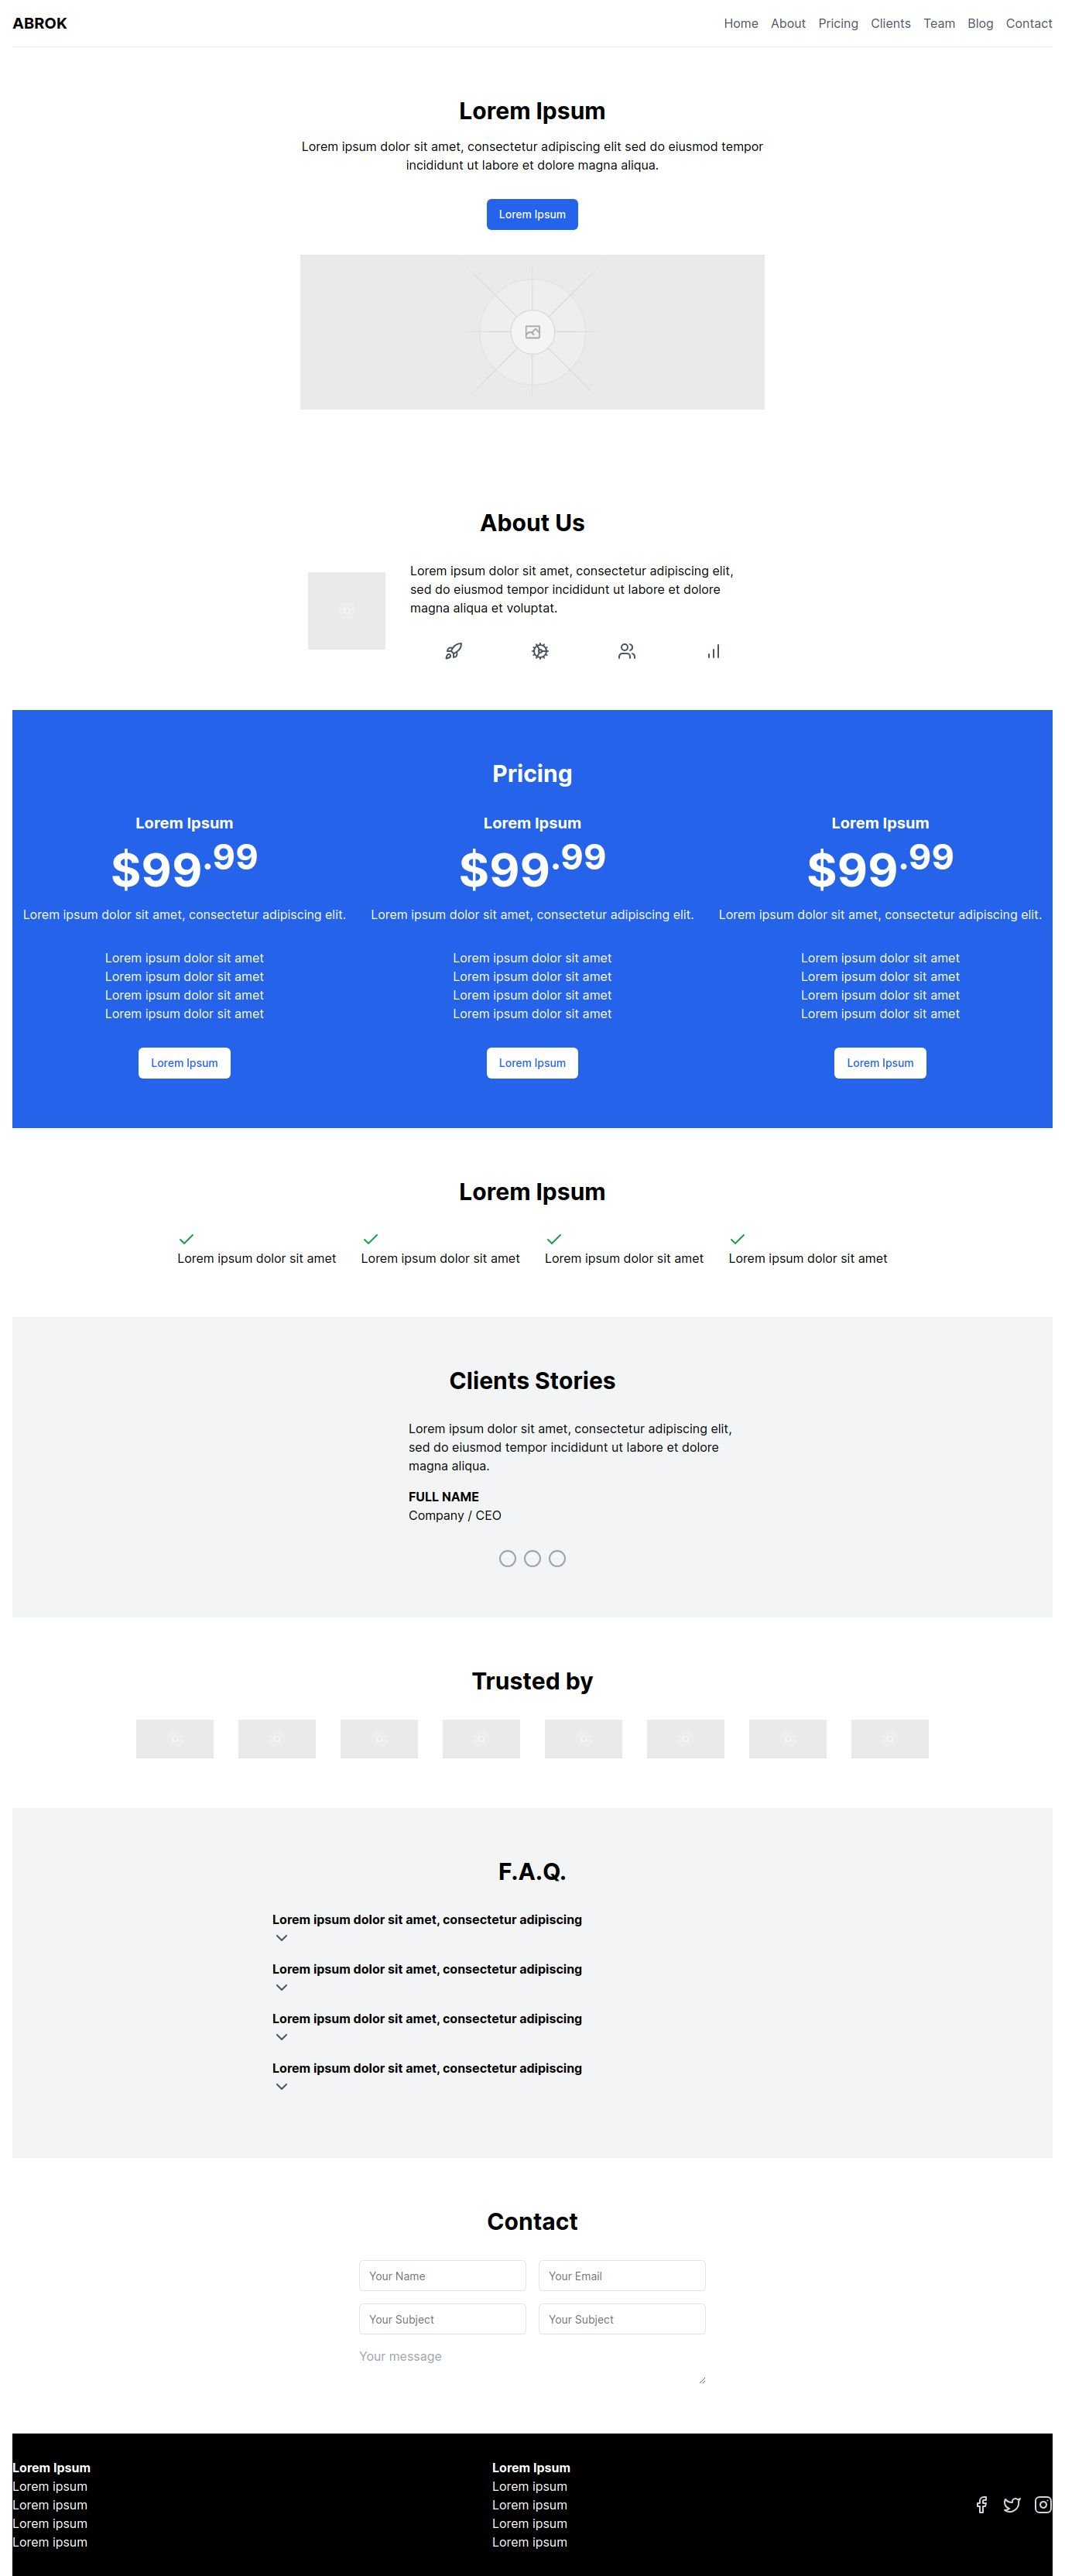 ABROK
Home About Pricing Clients Team Blog Contact
Lorem Ipsum
Lorem ipsum dolor sit amet, consectetur adipiscing elit sed do eiusmod tempor
incididunt ut labore et dolore magna aliqua.
Lorem Ipsum
About Us
Lorem ipsum dolor sit amet, consectetur adipiscing elit,
sed do eiusmod tempor incididunt ut labore et dolore
magna aliqua et voluptat.
Pricing
Lorem Ipsum
$99.99
Lorem ipsum dolor sit amet, consectetur adipiscing elit.
Lorem ipsum dolor sit amet
Lorem ipsum dolor sit amet
Lorem ipsum dolor sit amet
Lorem ipsum dolor sit amet
Lorem Ipsum
Lorem Ipsum
$99.99
Lorem ipsum dolor sit amet, consectetur adipiscing elit.
Lorem ipsum dolor sit amet
Lorem ipsum dolor sit amet
Lorem ipsum dolor sit amet
Lorem ipsum dolor sit amet
Lorem Ipsum
Lorem Ipsum
$99.99
Lorem ipsum dolor sit amet, consectetur adipiscing elit.
Lorem ipsum dolor sit amet
Lorem ipsum dolor sit amet
Lorem ipsum dolor sit amet
Lorem ipsum dolor sit amet
Lorem Ipsum
Lorem Ipsum
Lorem ipsum dolor sit amet
Lorem ipsum dolor sit amet
Lorem ipsum dolor sit amet
Lorem ipsum dolor sit amet
Clients Stories
Lorem ipsum dolor sit amet, consectetur adipiscing elit,
sed do eiusmod tempor incididunt ut labore et dolore
magna aliqua.
FULL NAME
Company / CEO
Trusted by
F.A.Q.
Lorem ipsum dolor sit amet, consectetur adipiscing
Lorem ipsum dolor sit amet, consectetur adipiscing
Lorem ipsum dolor sit amet, consectetur adipiscing
Lorem ipsum dolor sit amet, consectetur adipiscing
Contact
Your Name
Your Email
Your Subject
Your Subject
Your message
Lorem Ipsum
Lorem ipsum
Lorem ipsum
Lorem ipsum
Lorem ipsum
Lorem Ipsum
Lorem ipsum
Lorem ipsum
Lorem ipsum
Lorem ipsum